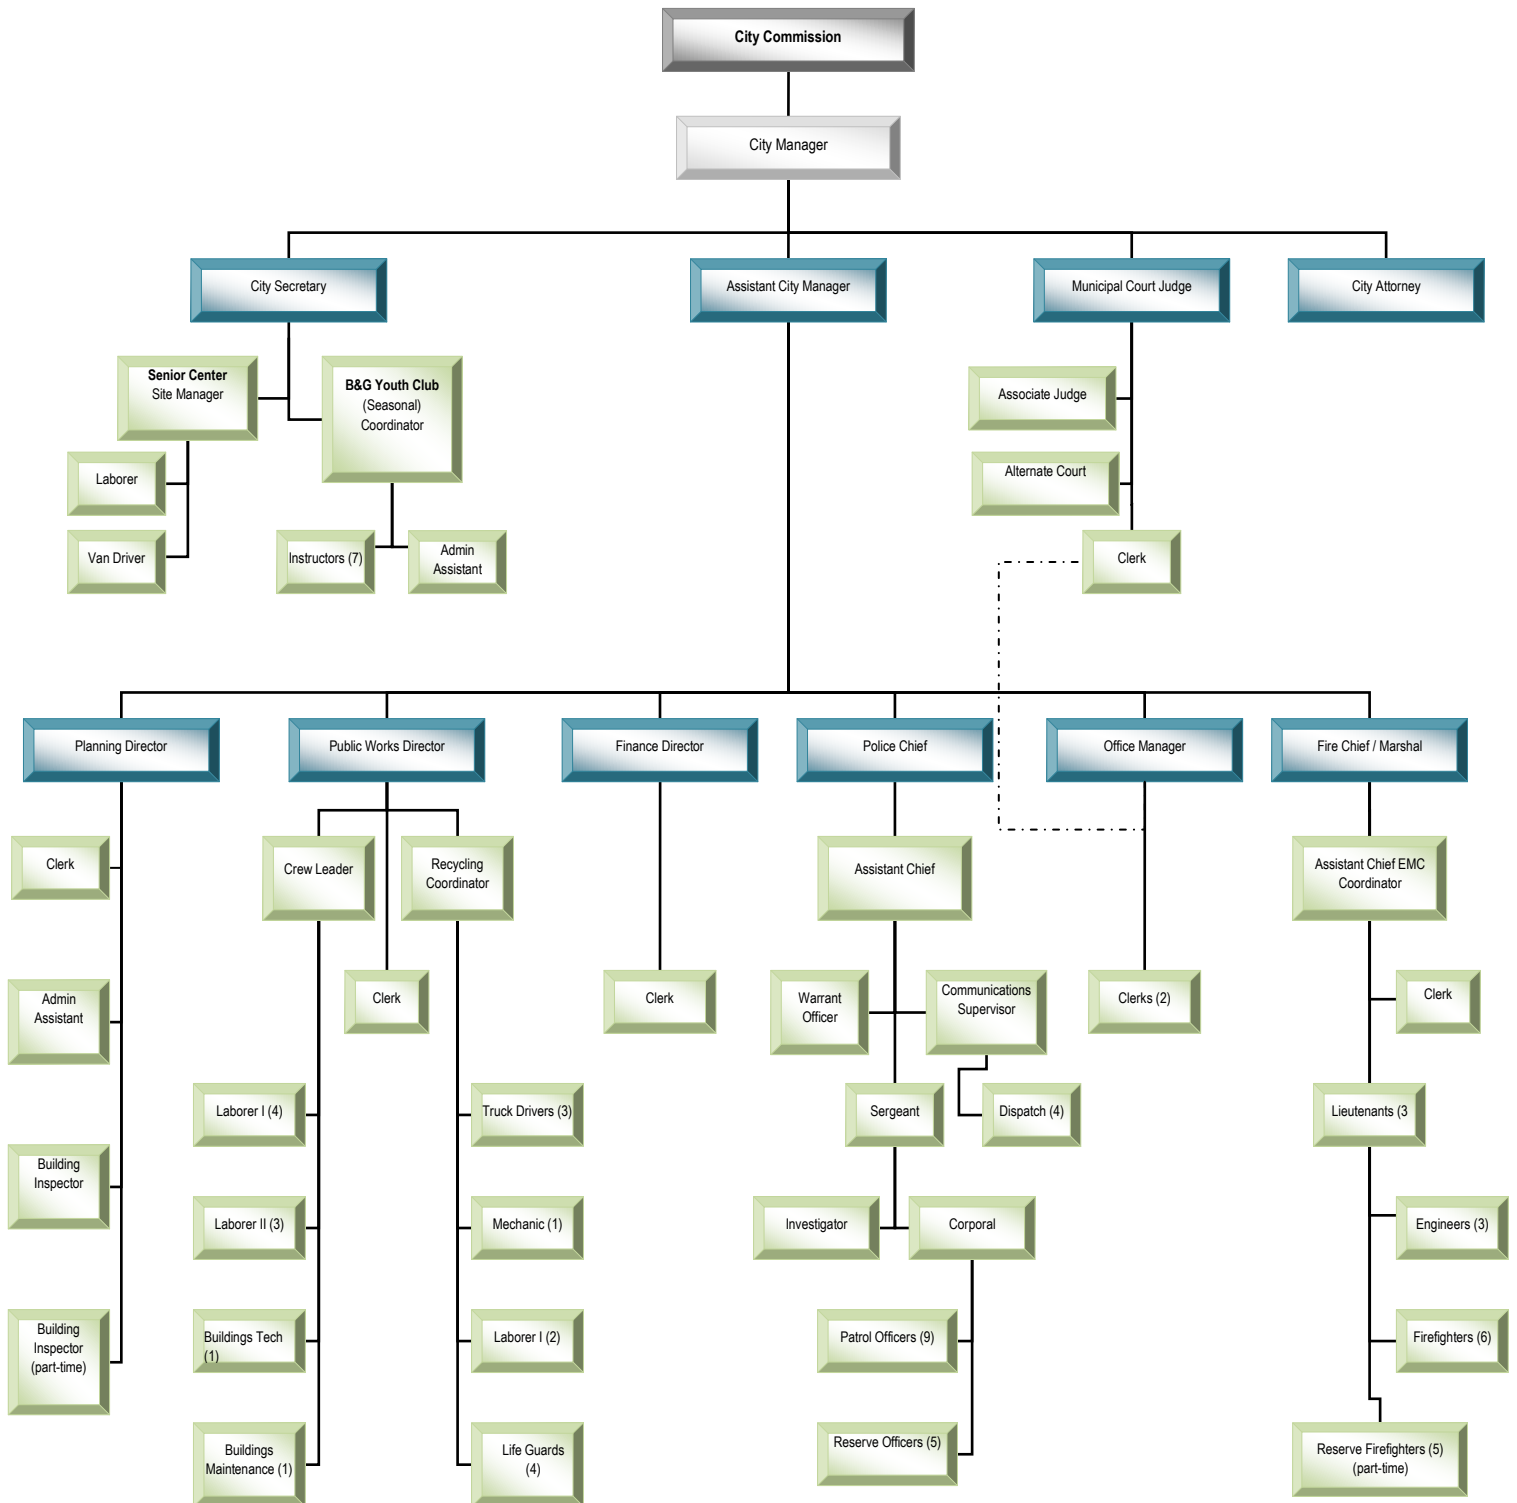 City Commission
City Manager
City Secretary
Assistant City Manager
Municipal Court Judge
City Attorney
Senior Center
Site Manager
B&G Youth Club
(Seasonal)
Coordinator
Associate Judge
Laborer
Alternate Court
Van Driver
Instructors (7)
Admin
Assistant
Clerk
Planning Director
Public Works Director
Finance Director
Police Chief
Office Manager
Fire Chief / Marshal
Clerk
Crew Leader
Recycling
Coordinator
Assistant Chief
Assistant Chief EMC
Coordinator
Admin
Assistant
Clerk
Clerk
Warrant
Officer
Communications
Supervisor
Clerks (2)
Clerk
Laborer I (4)
Truck Drivers (3)
Sergeant
Dispatch (4)
Lieutenants (3
Building
Inspector
Laborer II (3)
Mechanic (1)
Investigator
Corporal
Engineers (3)
Building
Inspector
(part-time)
Buildings Tech
(1)
Laborer I (2)
Patrol Officers (9)
Firefighters (6)
Buildings
Maintenance (1)
Life Guards
(4)
Reserve Officers (5)
Reserve Firefighters (5)
(part-time)